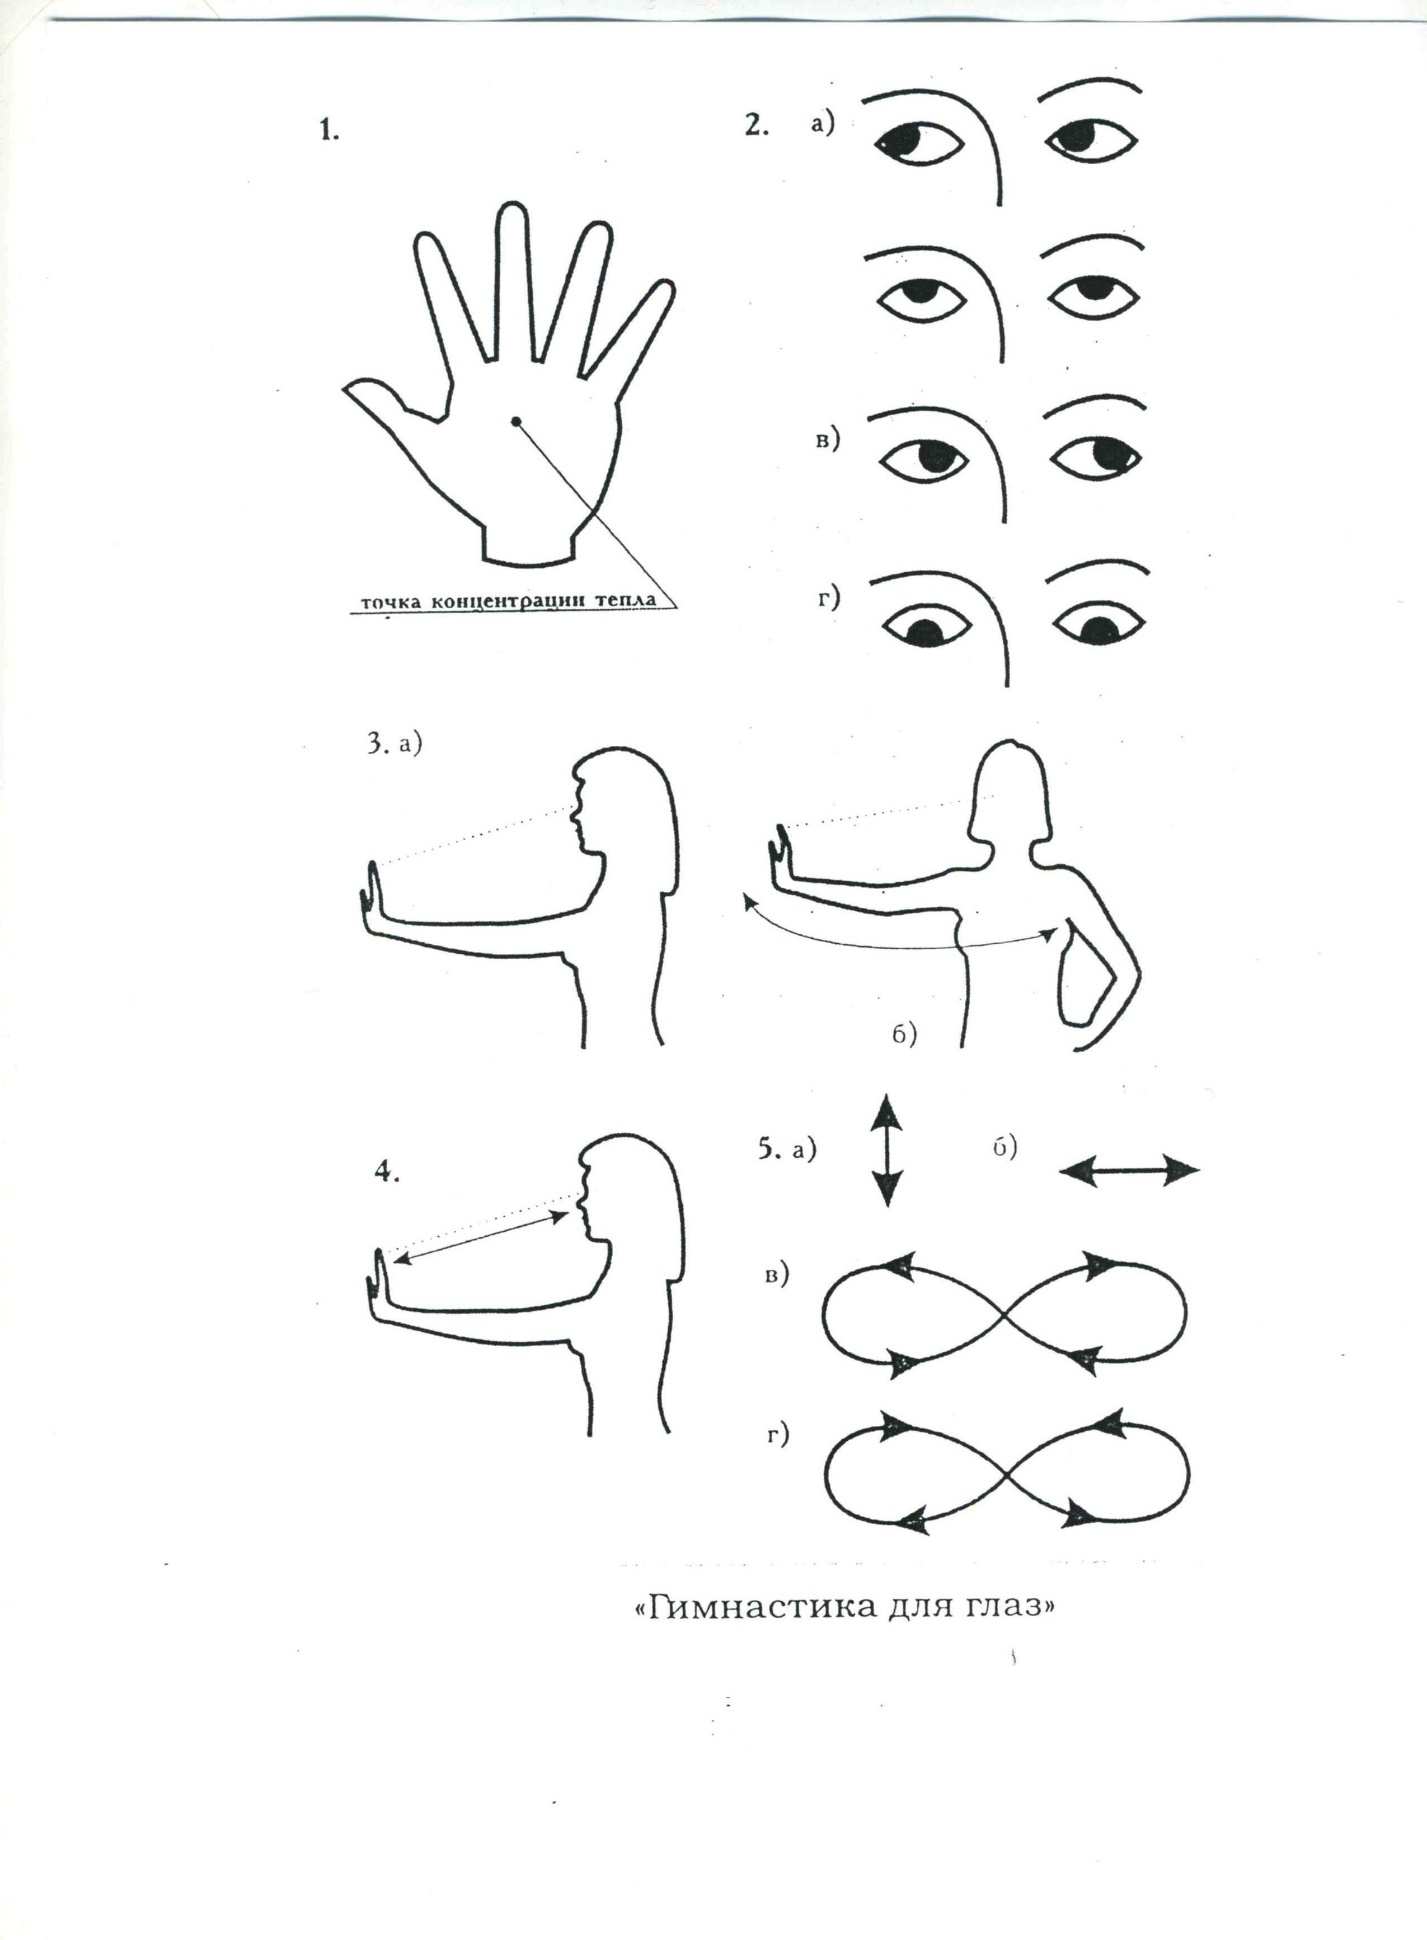 1.
2. а)
в)
г)
точка концентрации тепла
3. а)
б)
4.
5. а) б)
в)
г)
«Гимнастика для глаз»